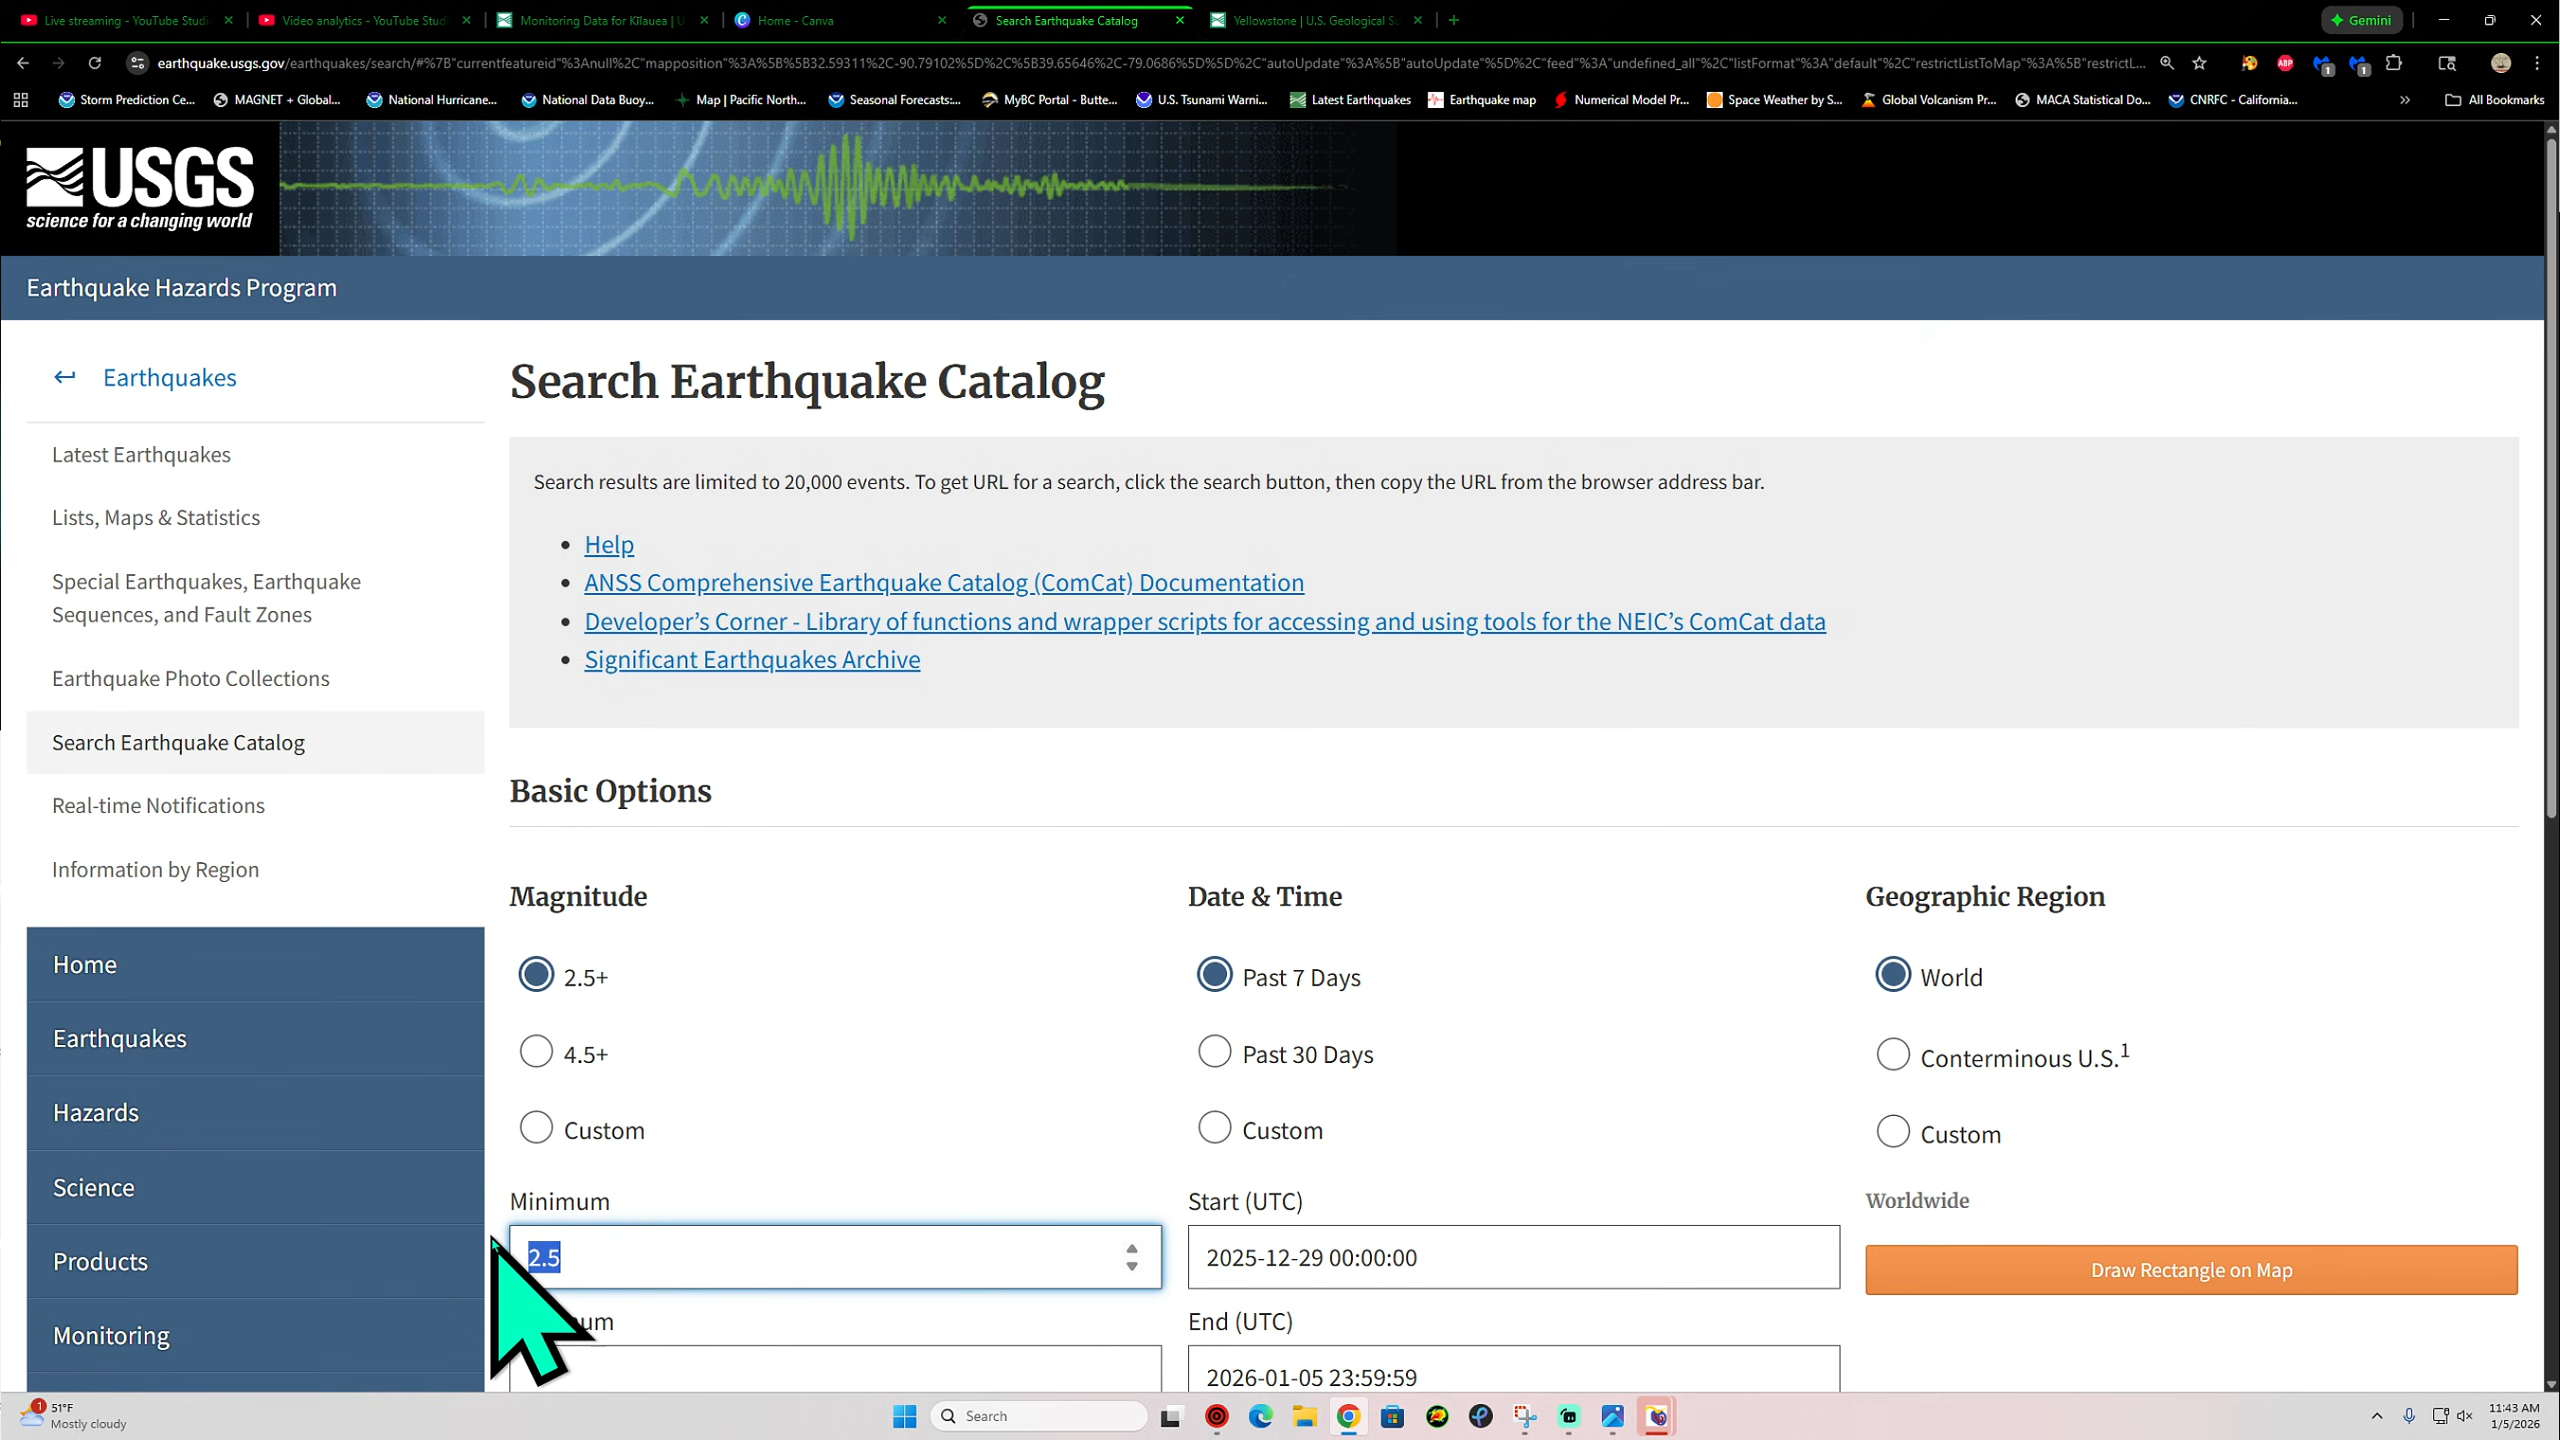 Live streaming - YouTube Studi
Video analytics - YouTube Studi
Monitoring Data for Kīlauea | U
Home - Canva
Search Earthquake Catalog
Yellowstone | U.S. Geological Su
Gemini
earthquake.usgs.gov/earthquakes/search/#%7B"currentfeatureid"%3Anull%2C"mapposition"%3A%5B%5B32.59311%2C-90.79102%5D%2C%5B39.65646%2C-79.0686%5D%5D%2C"autoUpdate"%3A%5B"autoUpdate"%5D%2C"feed"%3A"undefined_all"%2C"listFormat"%3A"default"%2C"restrictListToMap"%3A%5B"restrictL...
Storm Prediction Ce...
MAGNET + Global...
National Hurricane...
National Data Buoy...
Map | Pacific North...
Seasonal Forecasts:...
MyBC Portal - Butte...
U.S. Tsunami Warni...
Latest Earthquakes
Earthquake map
Numerical Model Pr...
Space Weather by S...
Global Volcanism Pr...
MACA Statistical Do...
CNRFC - California...
All Bookmarks
USGS
science for a changing world
Earthquake Hazards Program
Earthquakes
Latest Earthquakes
Lists, Maps & Statistics
Special Earthquakes, Earthquake
Sequences, and Fault Zones
Earthquake Photo Collections
Search Earthquake Catalog
Real-time Notifications
Information by Region
Home
Earthquakes
Hazards
Science
Products
Monitoring
Search Earthquake Catalog
Search results are limited to 20,000 events. To get URL for a search, click the search button, then copy the URL from the browser address bar.
Help
ANSS Comprehensive Earthquake Catalog (ComCat) Documentation
Developer's Corner - Library of functions and wrapper scripts for accessing and using tools for the NEIC's ComCat data
Significant Earthquakes Archive
Basic Options
Magnitude
2.5+
4.5+
Custom
Minimum
2.5
um
Date & Time
Past 7 Days
Past 30 Days
Custom
Start (UTC)
2025-12-29 00:00:00
End (UTC)
2026-01-05 23:59:59
Geographic Region
World
Conterminous U.S.1
Custom
Worldwide
Draw Rectangle on Map
1
51°F
Mostly cloudy
Search
11:43 AM
1/5/2026